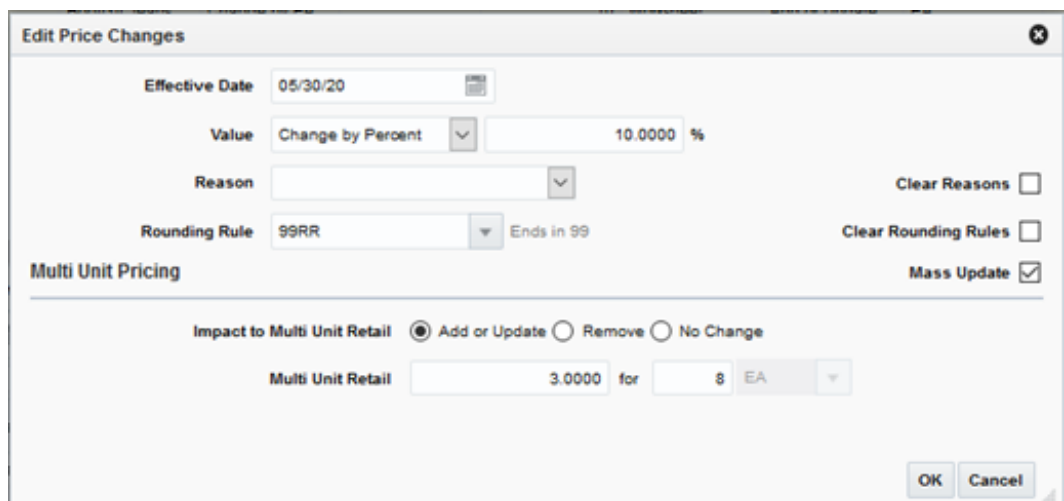 Edit Price Changes
Effective Date 05/30/20
Value Change by Percent 10.0000 %
Reason Clear Reasons
Rounding Rule 99RR Ends in 99 Clear Rounding Rules
Multi Unit Pricing Mass Update
Impact to Multi Unit Retail Add or Update Remove No Change
Multi Unit Retail 3.0000 for 8 EA
OK Cancel